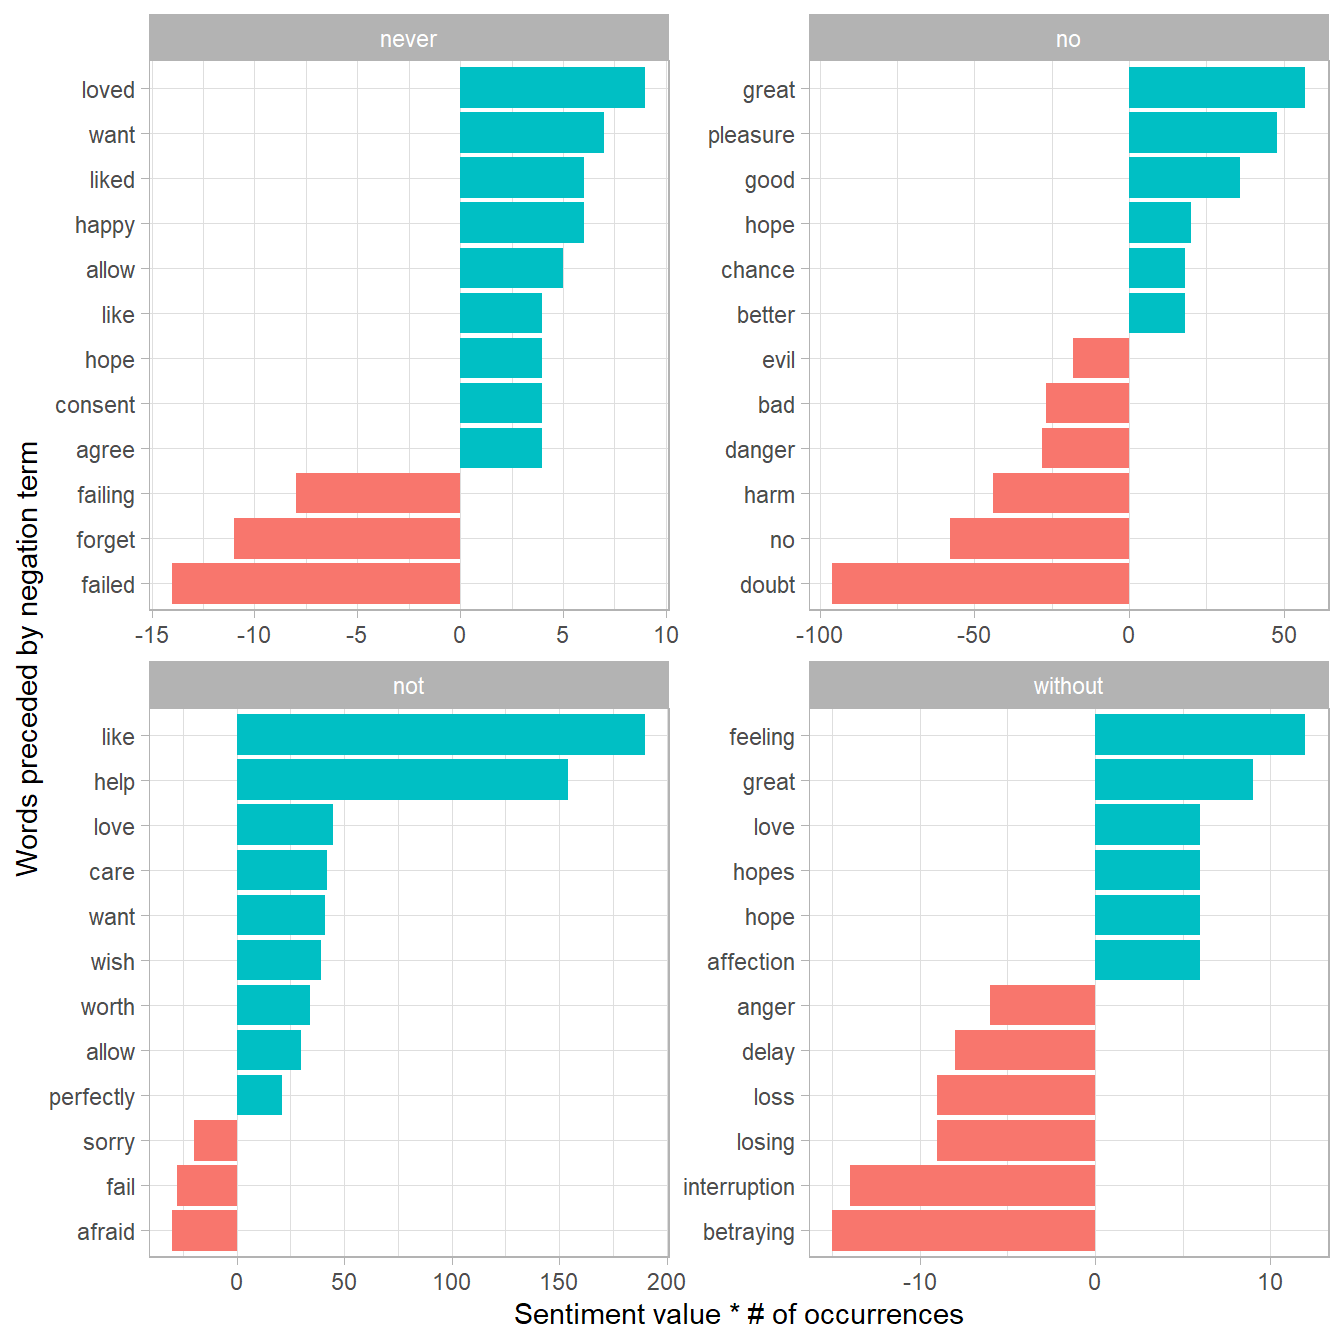 never
loved
want
liked
happy
allow
like
hope
consent
agree
failing
forget
failed
-15 -10 -5 0 5 10
no
great
pleasure
good
hope
chance
better
evil
bad
danger
harm
no
doubt
-100 -50 0 50
not
like
help
love
care
want
wish
worth
allow
perfectly
sorry
fail
afraid
0 50 100 150 200
without
feeling
great
love
hopes
hope
affection
anger
delay
loss
losing
interruption
betraying
-10 0 10
Words preceded by negation term
Sentiment value * # of occurrences